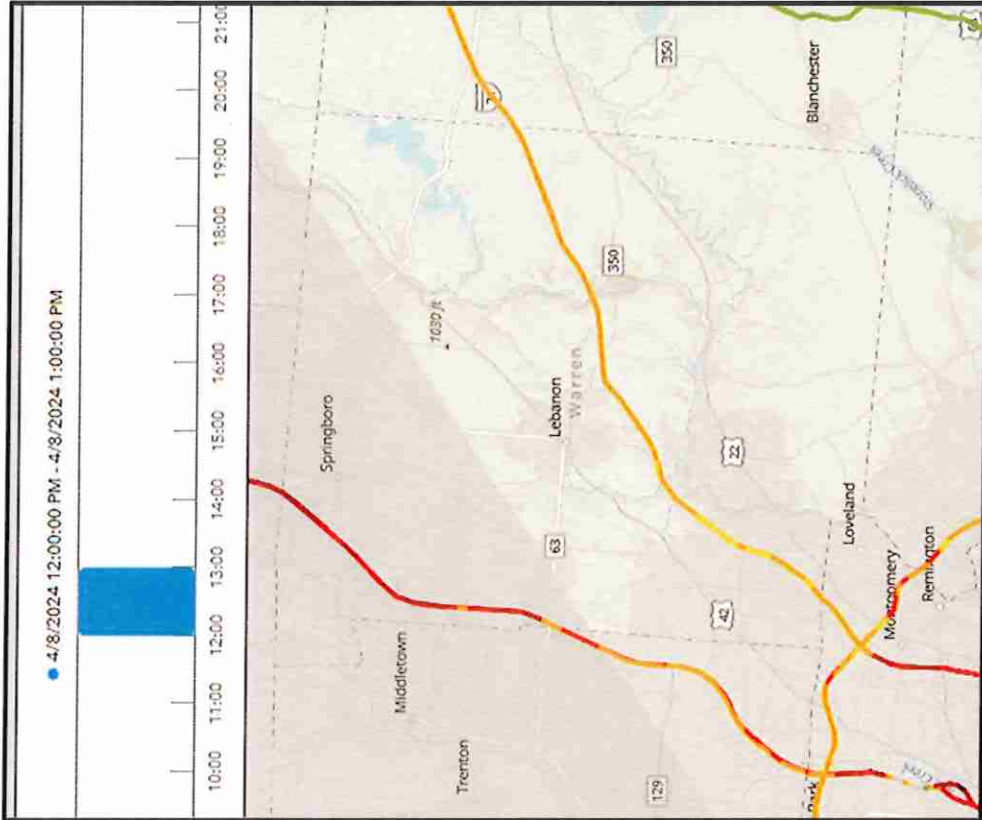 4/8/2024 12:00:00 PM - 4/8/2024 1:00:00 PM
10:00
11:00
12:00
13:00
14:00
15:00
16:00
17:00
18:00
19:00
20:00
21:00
Springboro
Middletown
Trenton
1030 ft
Lebanon
Warren
63
350
350
Blanchester
129
42
22
Loveland
Montgomery
Remington
Park
Creek